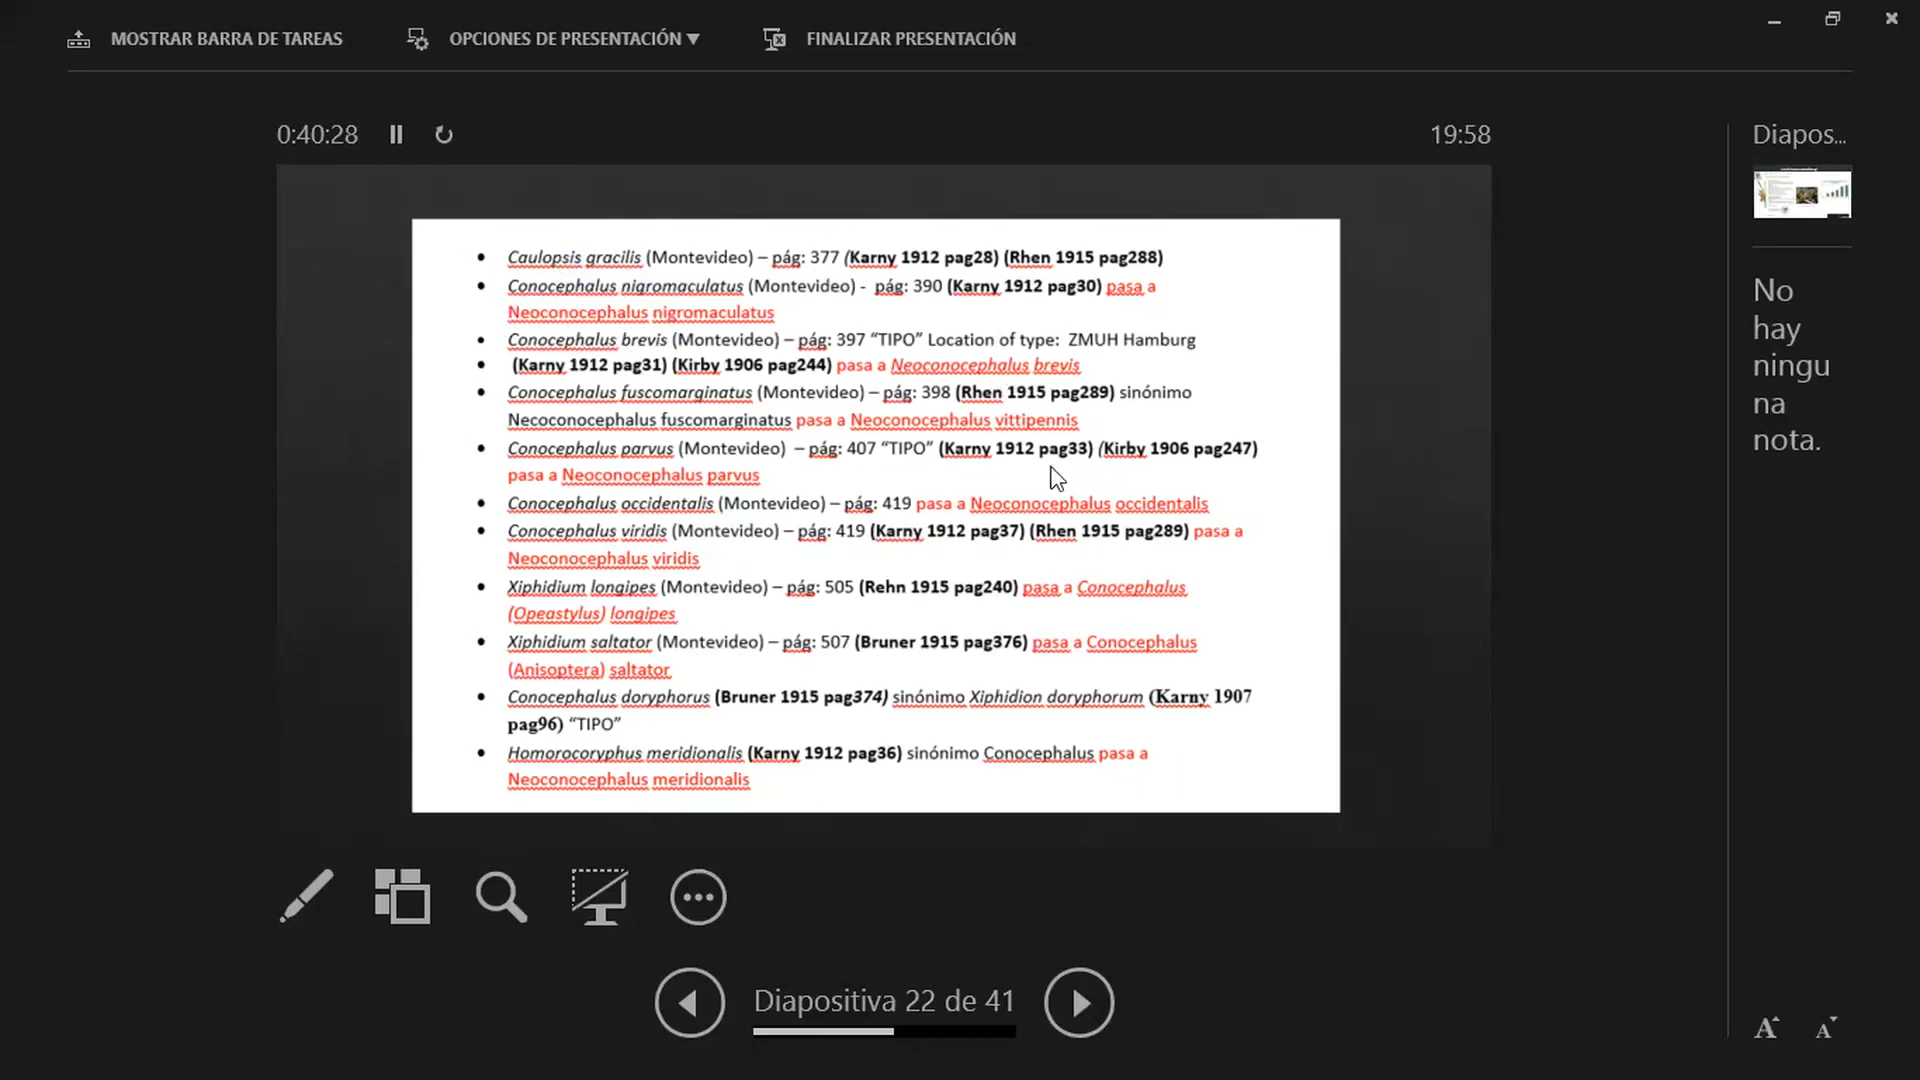 MOSTRAR BARRA DE TAREAS
OPCIONES DE PRESENTACIÓN
FINALIZAR PRESENTACIÓN
0:40:28
19:58
Diapos...
• Caulopsis gracilis (Montevideo) – pág: 377 (Karny 1912 pag28) (Rhen 1915 pag288)
• Conocephalus nigromaculatus (Montevideo) - pág: 390 (Karny 1912 pag30) pasa a
Neoconocephalus nigromaculatus
• Conocephalus brevis (Montevideo) – pág: 397 “TIPO” Location of type: ZMUH Hamburg
• (Karny 1912 pag31) (Kirby 1906 pag244) pasa a Neoconocephalus brevis
• Conocephalus fuscomarginatus (Montevideo) – pág: 398 (Rhen 1915 pag289) sinónimo
Necoconocephalus fuscomarginatus pasa a Neoconocephalus vittipennis
• Conocephalus parvus (Montevideo) – pág: 407 “TIPO” (Karny 1912 pag33) (Kirby 1906 pag247)
pasa a Neoconocephalus parvus
• Conocephalus occidentalis (Montevideo) – pág: 419 pasa a Neoconocephalus occidentalis
• Conocephalus viridis (Montevideo) – pág: 419 (Karny 1912 pag37) (Rhen 1915 pag289) pasa a
Neoconocephalus viridis
• Xiphidium longipes (Montevideo) – pág: 505 (Rehn 1915 pag240) pasa a Conocephalus
(Opeastylus) longipes
• Xiphidium saltator (Montevideo) – pág: 507 (Bruner 1915 pag376) pasa a Conocephalus
(Anisoptera) saltator
• Conocephalus doryphorus (Bruner 1915 pag374) sinónimo Xiphidion doryphorum (Karny 1907
pag96) “TIPO”
• Homorocoryphus meridionalis (Karny 1912 pag36) sinónimo Conocephalus pasa a
Neoconocephalus meridionalis
No
hay
ningu
na
nota.
Diapositiva 22 de 41
A A